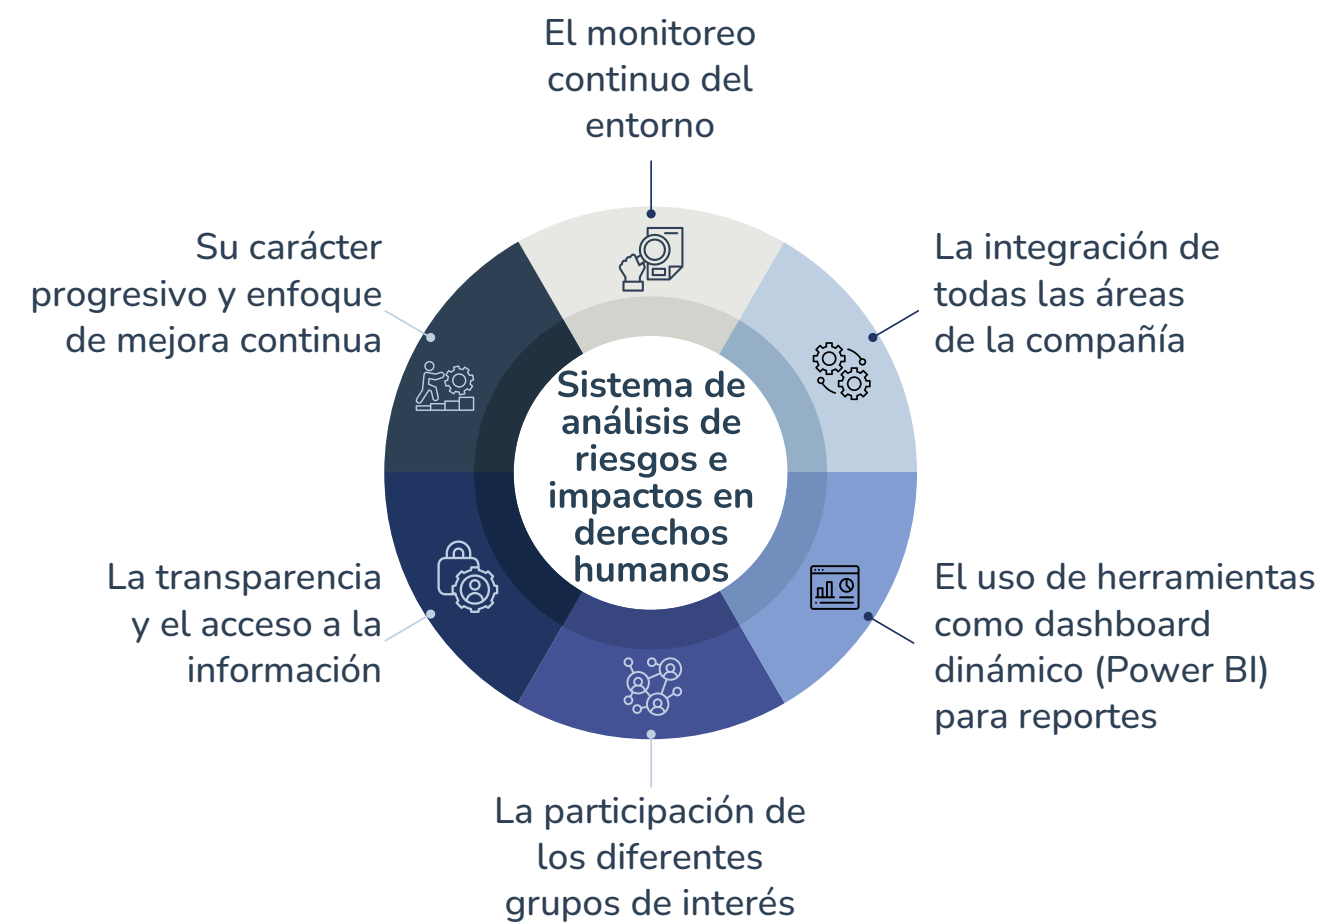 El monitoreo
continuo del
entorno
Su carácter
progresivo y enfoque
de mejora continua
La integración de
todas las áreas
de la compañía
Sistema de
análisis de
riesgos e
impactos en
derechos
humanos
La transparencia
y el acceso a la
información
El uso de herramientas
como dashboard
dinámico (Power BI)
para reportes
La participación de
los diferentes
grupos de interés